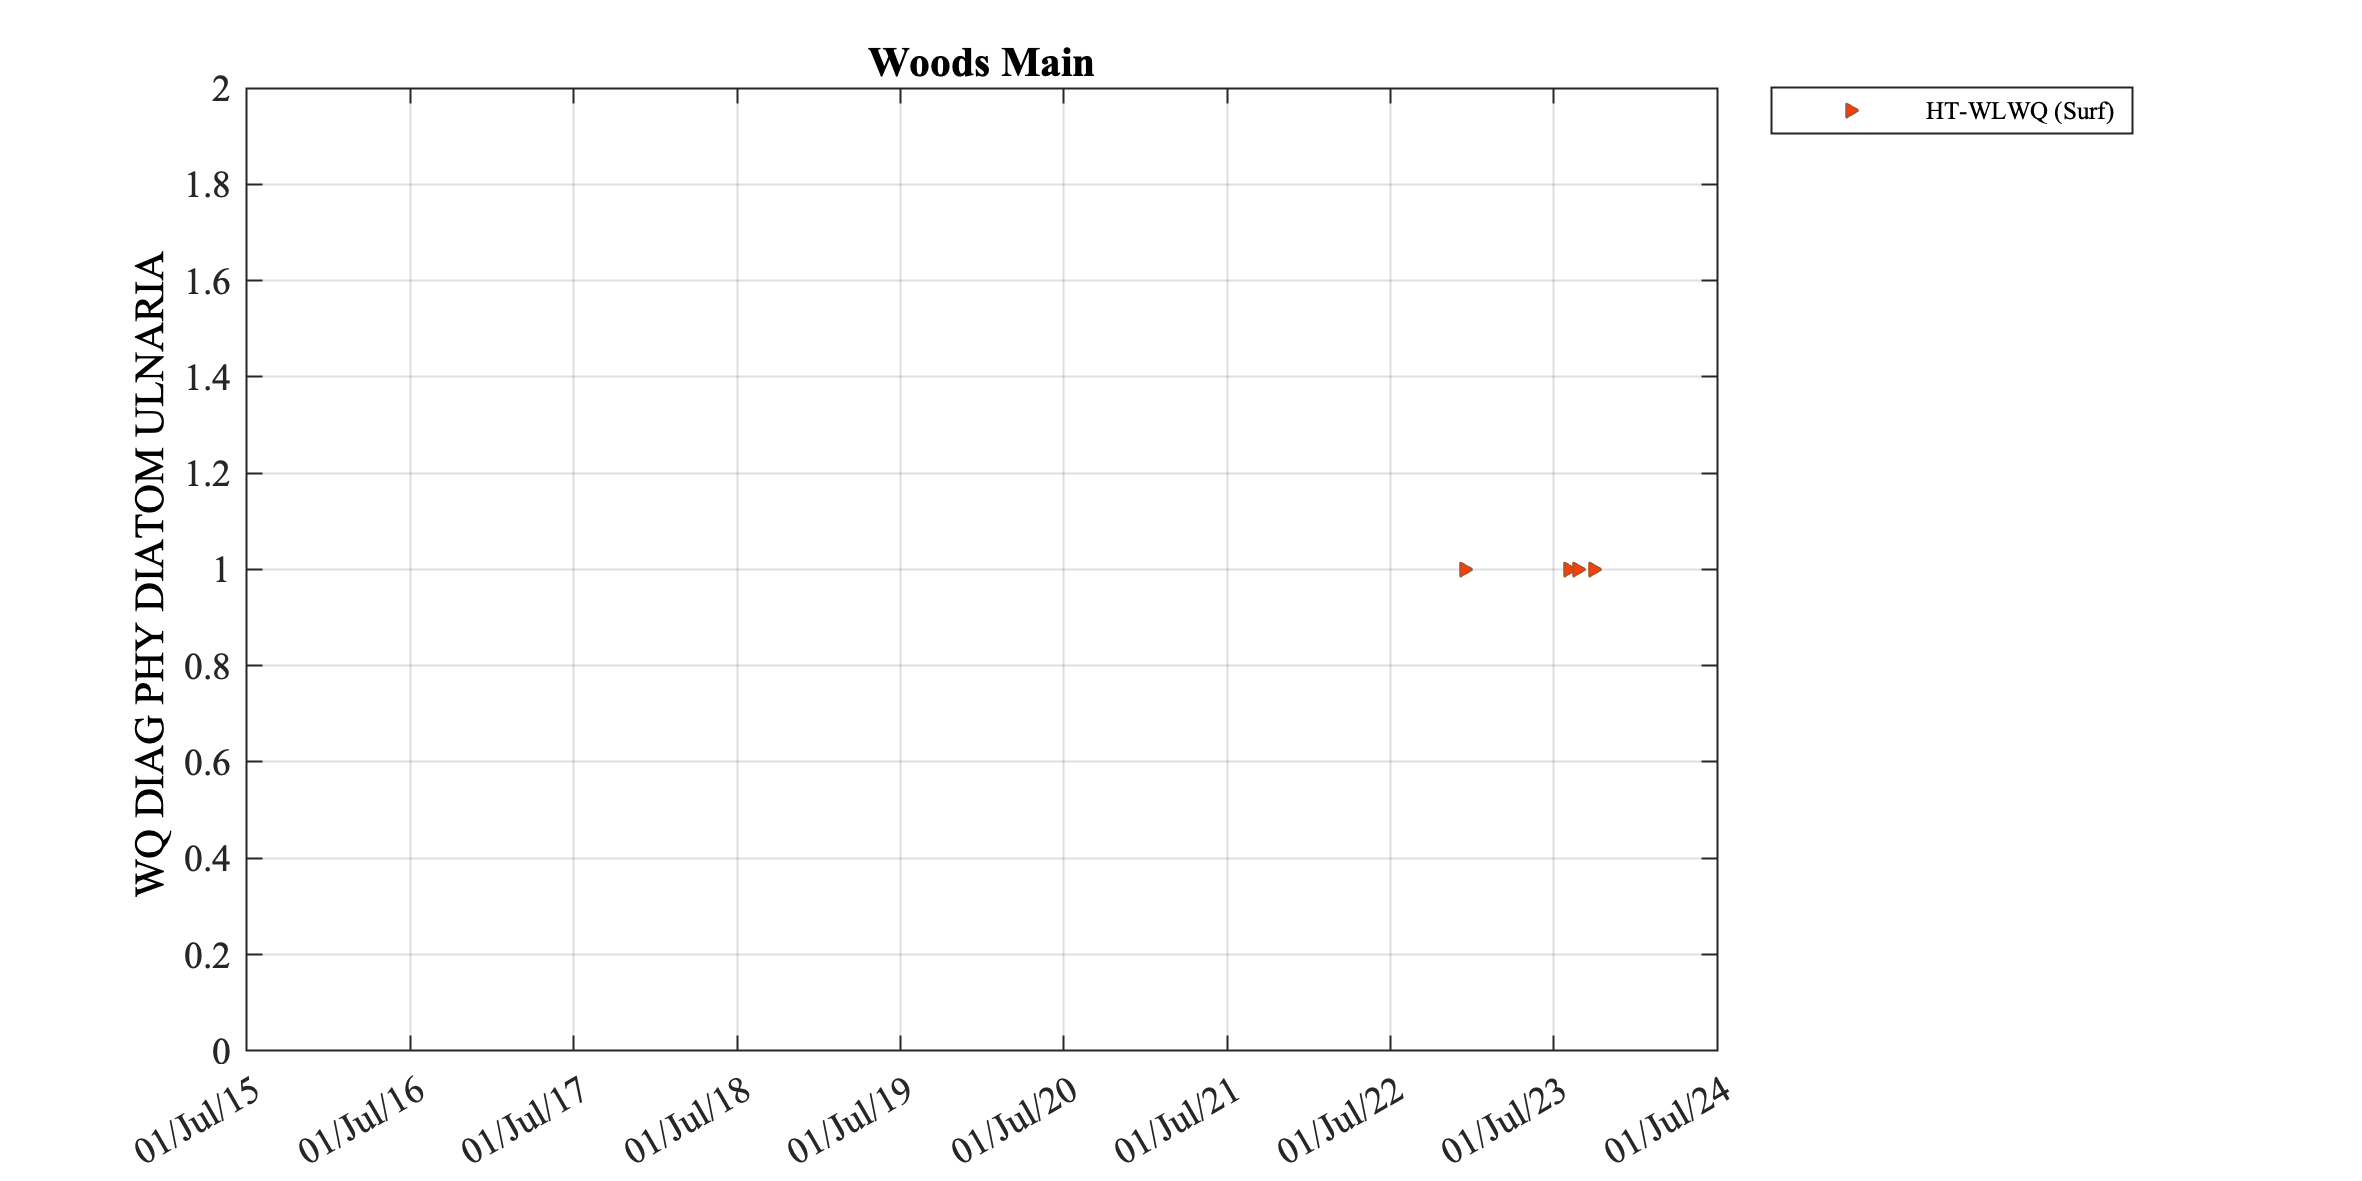 Woods Main
HT-WLWQ (Surf)
WQ DIAG PHY DIATOM ULNARIA
2
1.8
1.6
1.4
1.2
1
0.8
0.6
0.4
0.2
0
01/Jul/15
01/Jul/16
01/Jul/17
01/Jul/18
01/Jul/19
01/Jul/20
01/Jul/21
01/Jul/22
01/Jul/23
01/Jul/24